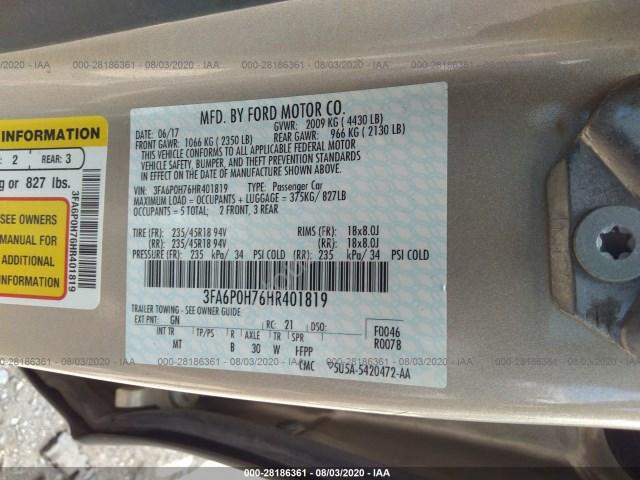 000-28186361 - 08/03/2020 - IAA
000-28186361 - 08/03/2020 - IAA
INFORMATION
2 REAR: 3
or 827 lbs.
SEE OWNERS
MANUAL FOR
ADDITIONAL
INFORMATION
3FA6P0H76HR401819
MFD. BY FORD MOTOR CO.
DATE: 06/17 GVWR: 2009 KG (4430 LB)
FRONT GAWR: 1066 KG (2350 LB) REAR GAWR: 966 KG (2130 LB)
THIS VEHICLE CONFORMS TO ALL APPLICABLE FEDERAL MOTOR
VEHICLE SAFETY, BUMPER, AND THEFT PREVENTION STANDARDS
IN EFFECT ON THE DATE OF MANUFACTURE SHOWN ABOVE.
VIN: 3FA6P0H76HR401819 TYPE: Passenger Car
MAXIMUM LOAD = OCCUPANTS + LUGGAGE = 375KG/ 827LB
OCCUPANTS = 5 TOTAL; 2 FRONT, 3 REAR
TIRE (FR): 235/45R18 94V RIMS (FR): 18x8.0J
(RR): 235/45R18 94V (RR): 18x8.0J
PRESSURE (FR): 235 kPa/ 34 PSI COLD (RR): 235 kPa/ 34 PSI COLD
3FA6P0H76HR401819
TRAILER TOWING - SEE OWNER GUIDE
EXT PNT: GN RC: 21 DSO: F0046
INT TR TP/PS R AXLE TR SPR R0078
MT B 30 W FFPP
CMC 5U5A-5420472-AA
000-28186361 - 08/03/2020 - IAA
000-28186361 - 08/03/2020 - IAA
000-28186361 - 08/03/2020 - IAA